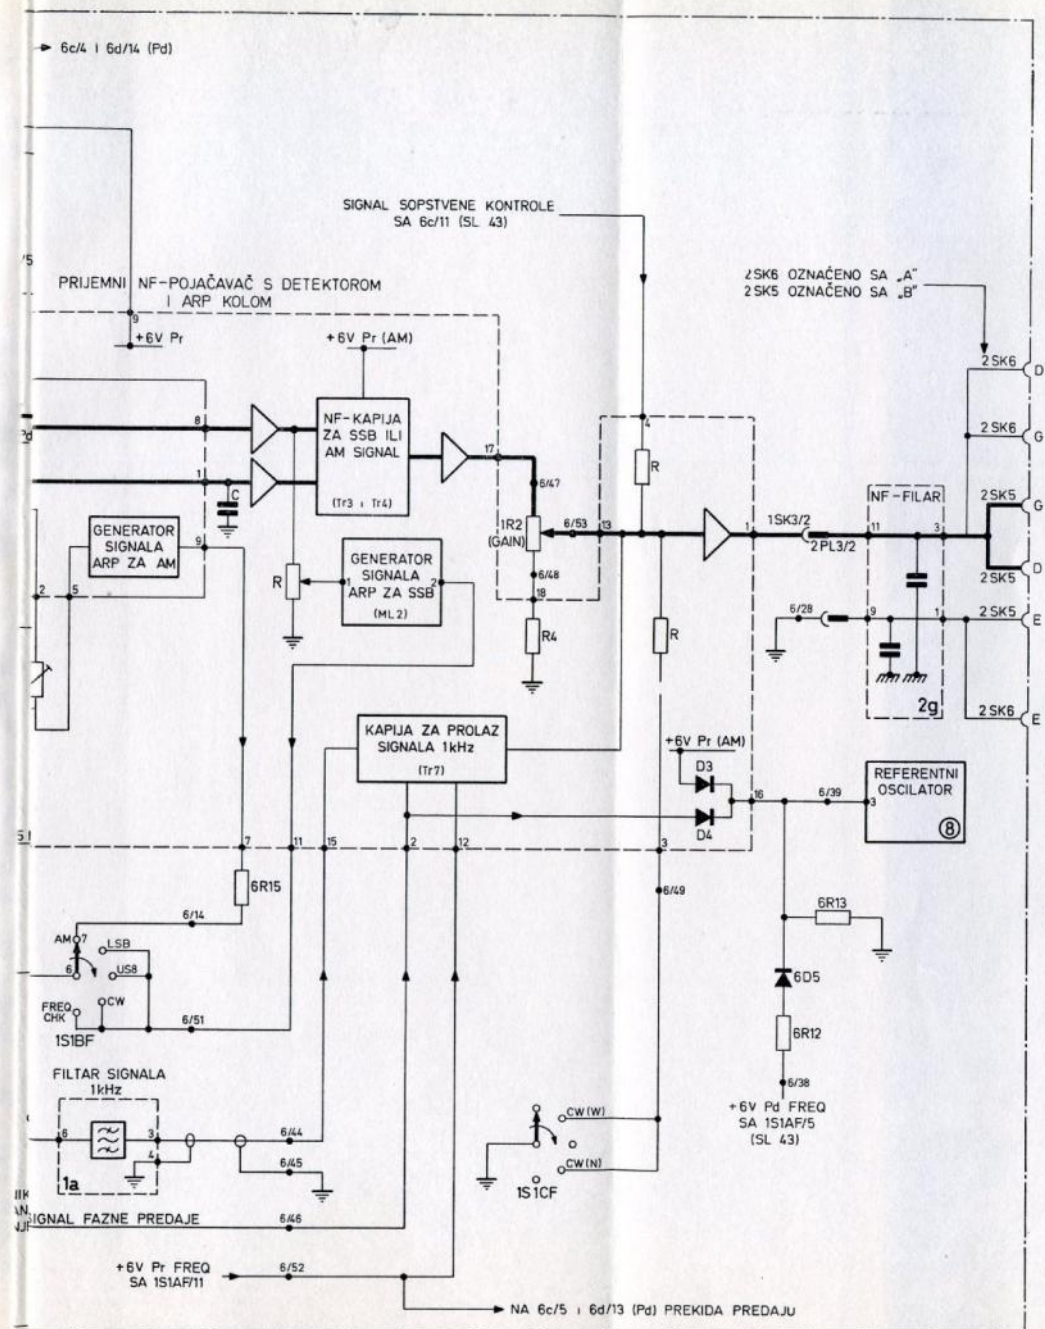 6c/4 I 6d/14 (Pd)
/5
SIGNAL SOPSTVENE KONTROLE
SA 6c/11 (SL 43)
2SK6 OZNAČENO SA „A"
2SK5 OZNAČENO SA „B"
PRIJEMNI NF-POJAČAVAČ S DETEKTOROM
I ARP KOLOM
9
+6V Pr
+6V Pr (AM)
2SK6
D
Pd
8
NF-KAPIJA
ZA SSB ILI
AM SIGNAL
(Tr3 i Tr4)
17
4
2SK6
G
1
C
6/47
R
NF-FILAR
2SK5
G
GENERATOR
SIGNALA
ARP ZA AM
9
1R2
(GAIN)
6/53
13
1
1SK3/2
2PL3/2
11
3
2SK5
D
R
1
GENERATOR
SIGNALA
ARP ZA SSB
(ML2)
2
6/48
18
2
5
R4
R
6/28
9
1
2SK5
E
2g
2SK6
E
KAPIJA ZA PROLAZ
SIGNALA 1kHz
(Tr7)
+6V Pr (AM)
D3
D4
16
6/39
3
REFERENTNI
OSCILATOR
8
7
11
15
2
12
3
6R15
6/49
6/14
6R13
AM
7
LSB
6
USB
CW
FREQ
CHK
1S1BF
6/51
6D5
6R12
6/38
+6V Pd FREQ
SA 1S1AF/5
(SL 43)
FILTAR SIGNALA
1kHz
6
3
4
1a
6/44
6/45
CW(W)
CW(N)
1S1CF
SIGNAL FAZNE PREDAJE
6/46
+6V Pr FREQ
SA 1S1AF/11
6/52
NA 6c/5 i 6d/13 (Pd) PREKIDA PREDAJU